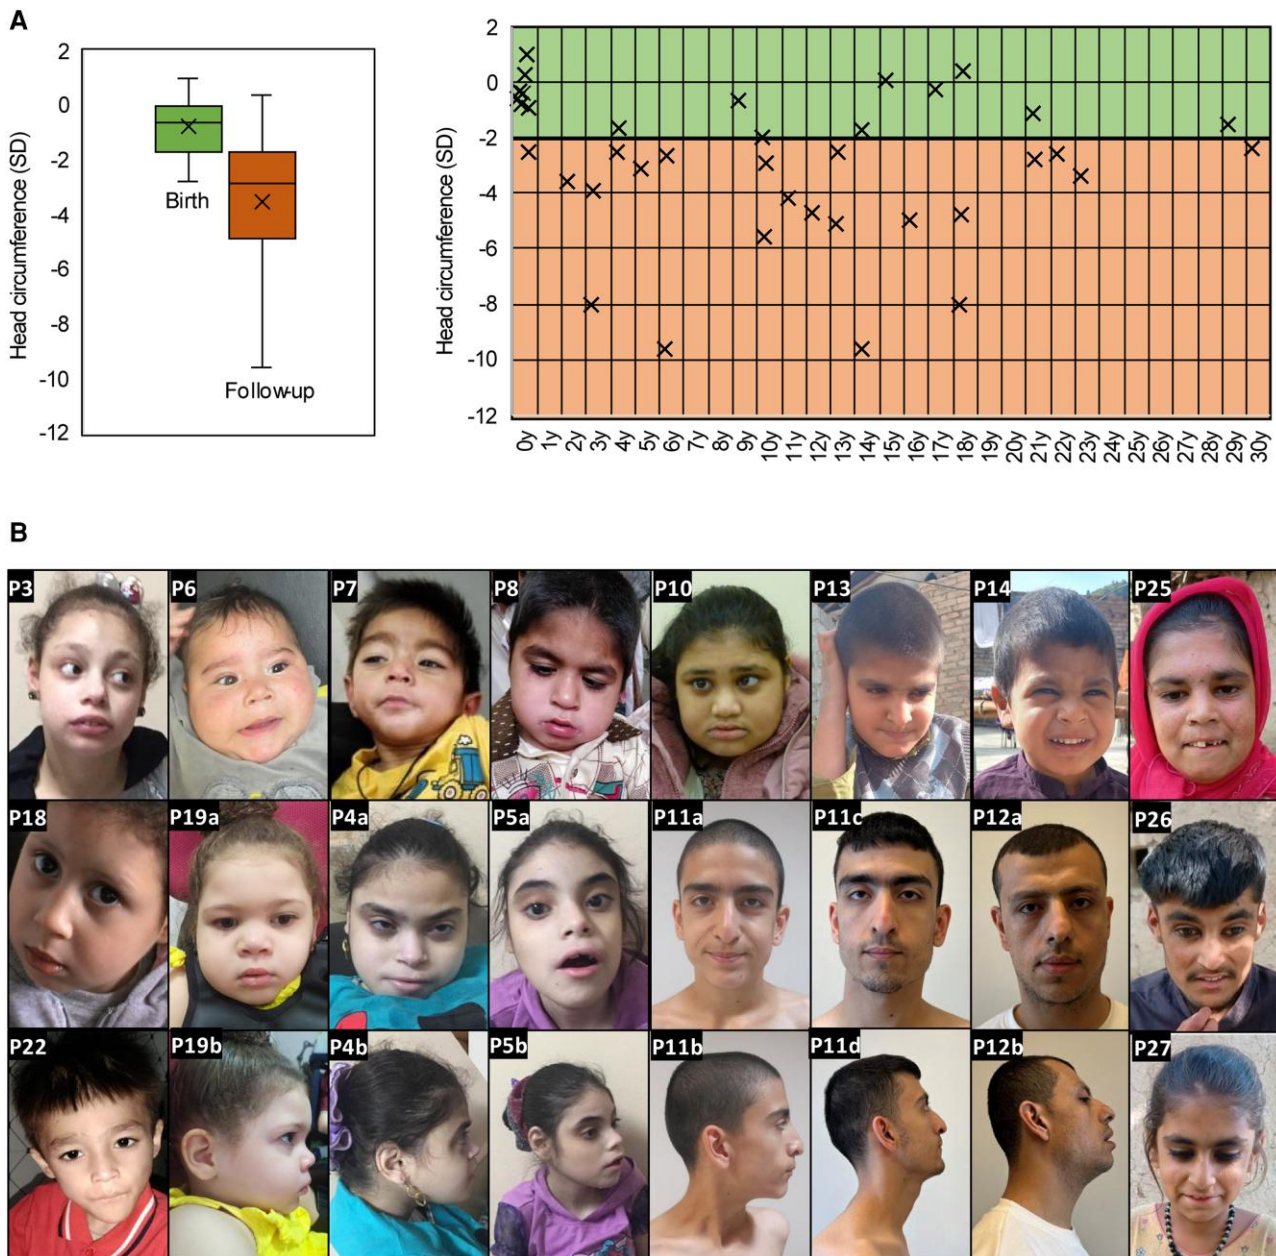 A
Head circumference (SD)
2
0
-2
-4
-6
-8
-10
-12
Birth
Follow-up
Head circumference (SD)
2
0
-2
-4
-6
-8
-10
-12
0y 1y 2y 3y 4y 5y 6y 7y 8y 9y 10y 11y 12y 13y 14y 15y 16y 17y 18y 19y 20y 21y 22y 23y 24y 25y 26y 27y 28y 29y 30y
B
P3 P6 P7 P8 P10 P13 P14 P25
P18 P19a P4a P5a P11a P11c P12a P26
P22 P19b P4b P5b P11b P11d P12b P27